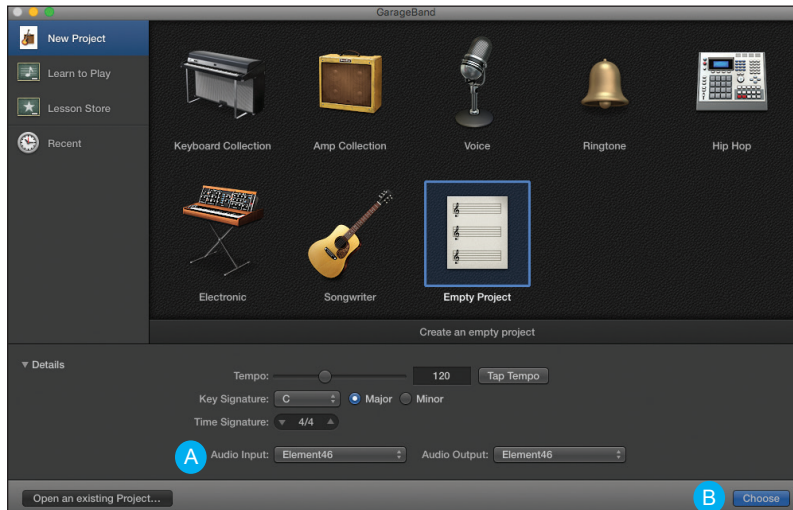 GarageBand
New Project
Learn to Play
Lesson Store
Recent
Keyboard Collection Amp Collection Voice Ringtone Hip Hop
Electronic Songwriter Empty Project
Create an empty project
Details
Tempo: 120 Tap Tempo
Key Signature: C Major Minor
Time Signature: 4/4
A Audio Input: Element46 Audio Output: Element46
Open an existing Project... B Choose